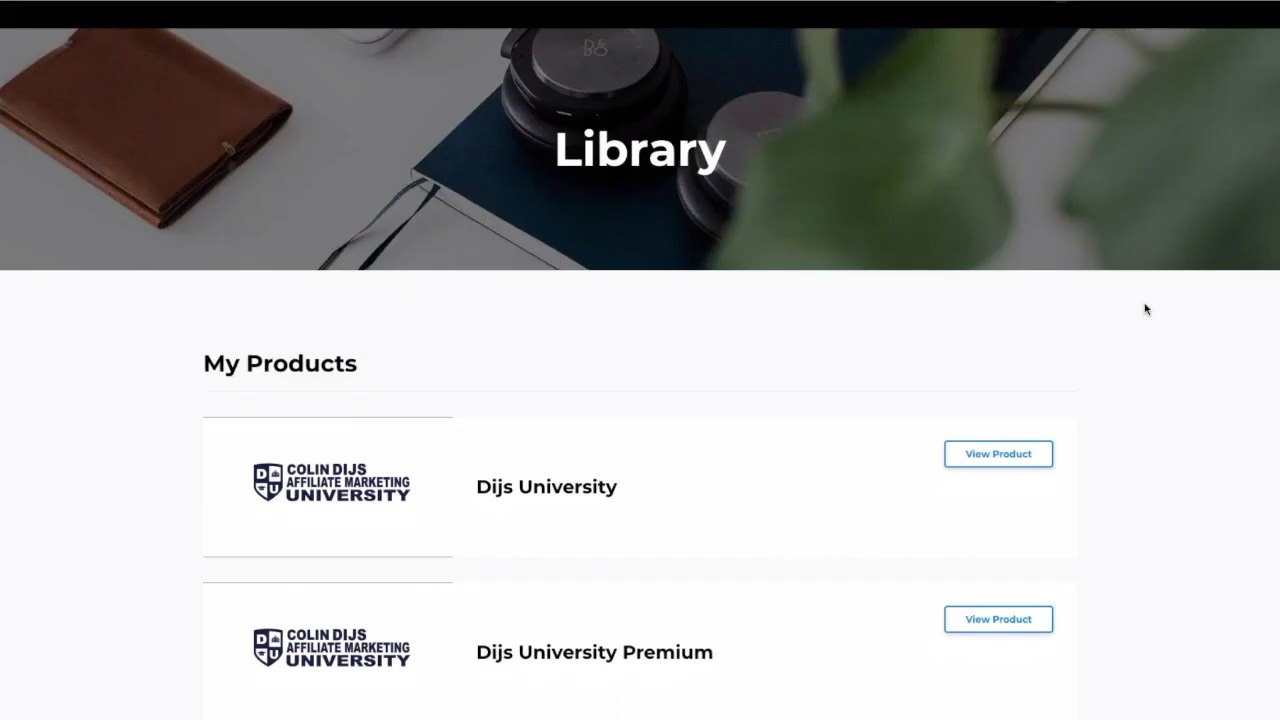 Library
My Products
COLIN DIJS
AFFILIATE MARKETING
UNIVERSITY
Dijs University
View Product
COLIN DIJS
AFFILIATE MARKETING
UNIVERSITY
Dijs University Premium
View Product